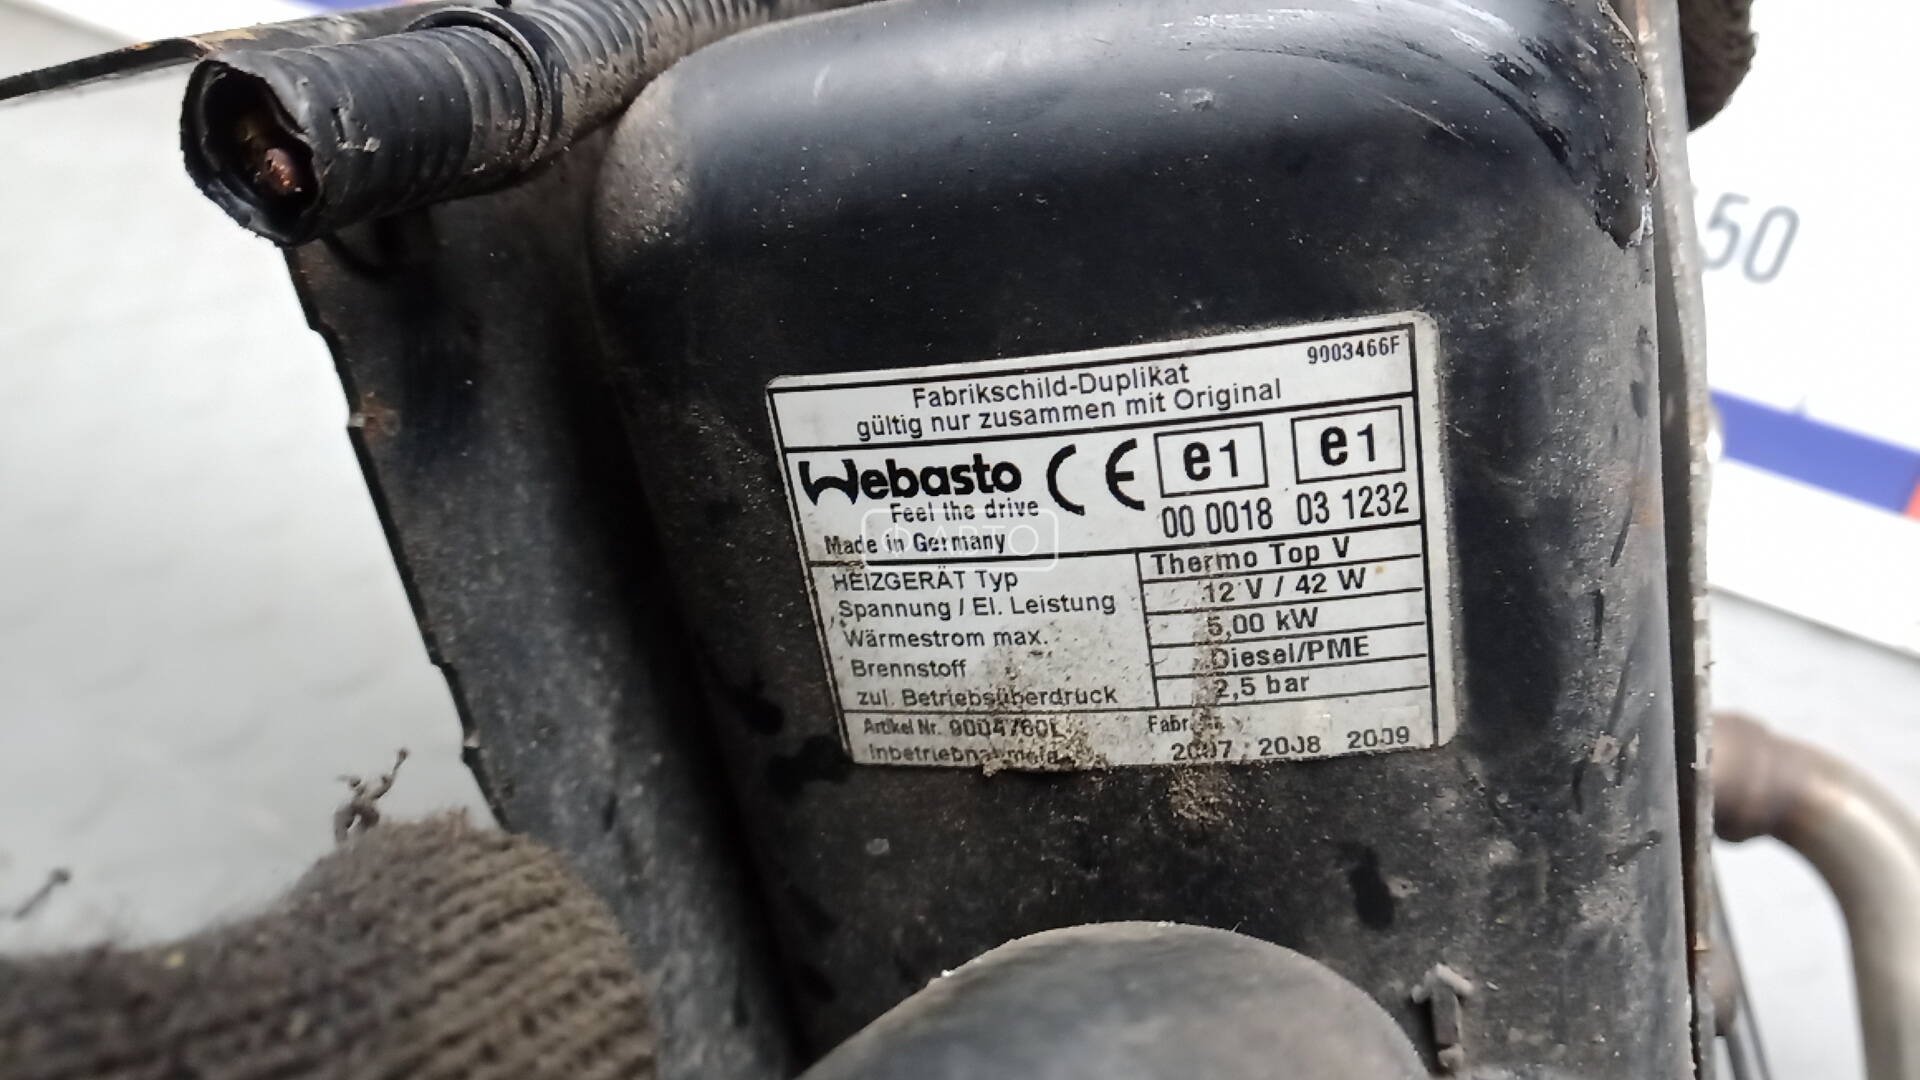 50
9003466F
Fabrikschild-Duplikat
gültig nur zusammen mit Original
Webasto CE e1 e1
Feel the drive 00 0018 03 1232
Made in Germany
HEIZGERÄT Typ Thermo Top V
Spannung / El. Leistung 12 V / 42 W
Wärmestrom max. 5,00 kW
Brennstoff Diesel/PME
zul. Betriebsüberdruck 2,5 bar
Artikel Nr. 9004760L
2007 2008 2009